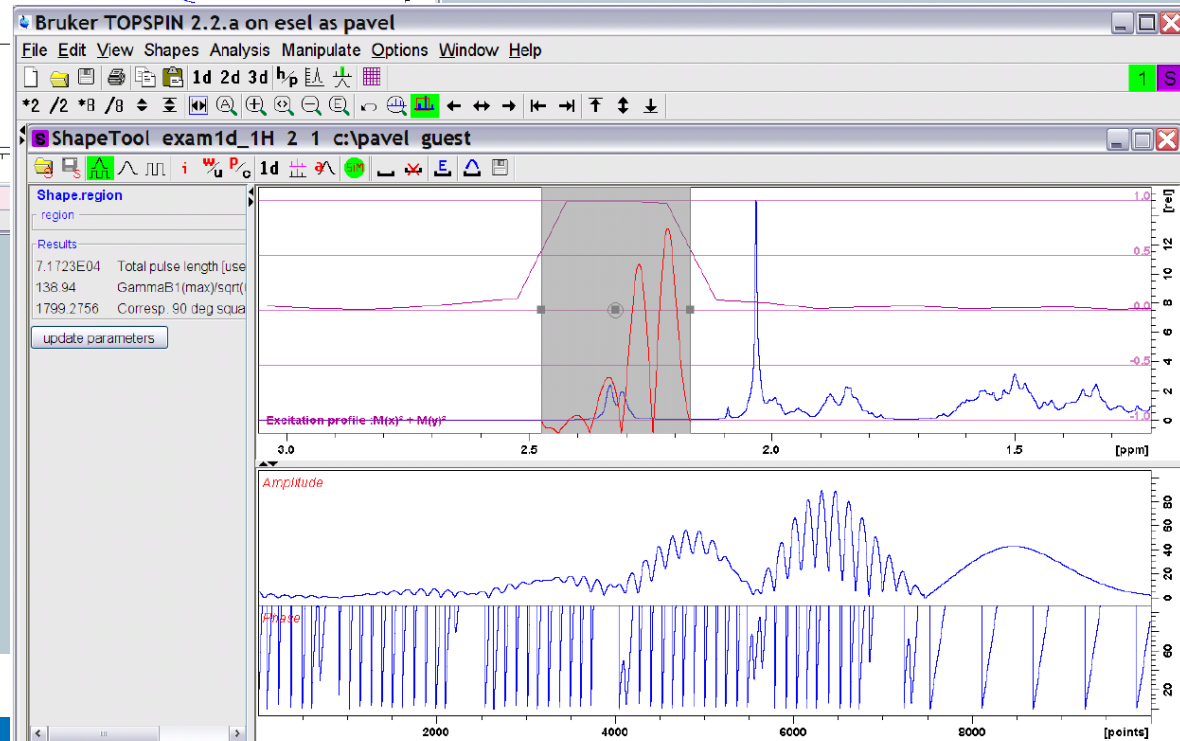 Bruker TOPSPIN 2.2.a on esel as pavel
File Edit View Shapes Analysis Manipulate Options Window Help
1d 2d 3d h/p
1 S
*2 /2 *8 /8
S ShapeTool exam1d_1H 2 1 c:\pavel guest
i w/u P/c 1d SIM E
Shape.region
region
Results
7.1723E04 Total pulse length [use
138.94 GammaB1(max)/sqrt(
1799.2756 Corresp. 90 deg squa
update parameters
1.0
0.5
-0.0
-0.5
-1.0
[rel]
12
10
8
6
4
2
0
Excitation profile :M(x)² + M(y)²
3.0 2.5 2.0 1.5 [ppm]
Amplitude
80
60
40
20
0
Phase
60
20
2000 4000 6000 8000 [points]